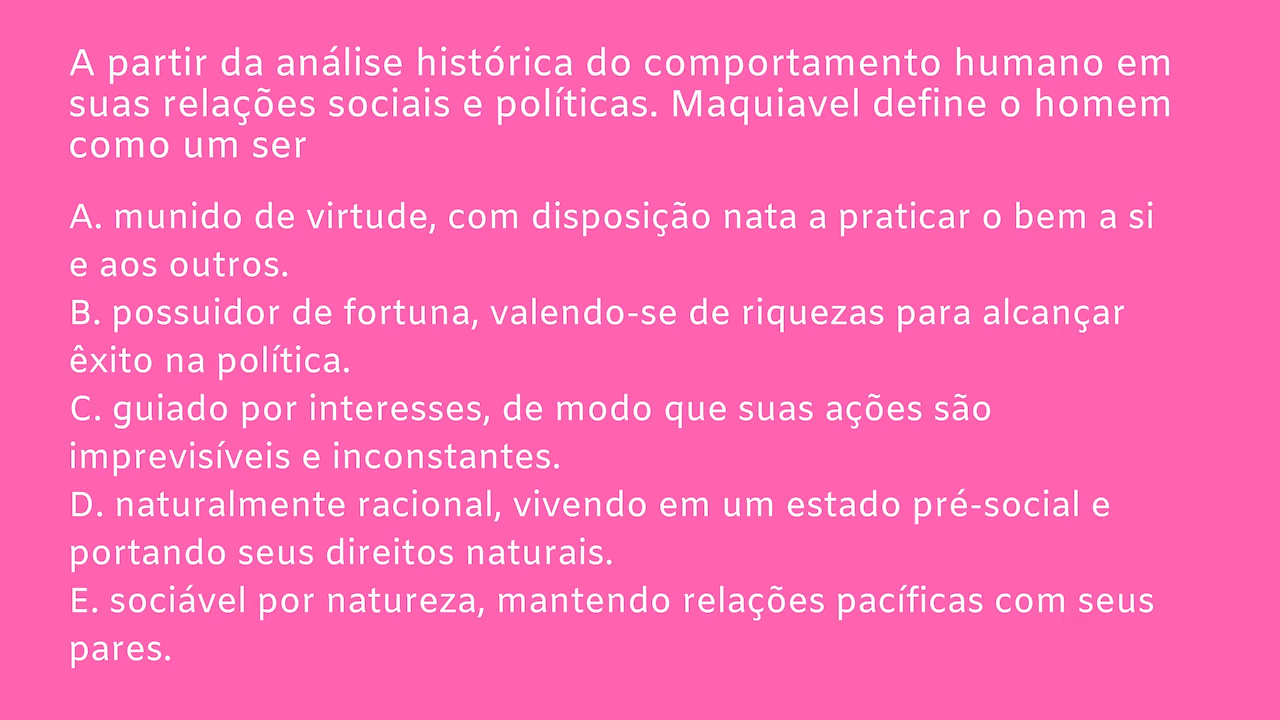 A partir da análise histórica do comportamento humano em
suas relações sociais e políticas. Maquiavel define o homem
como um ser
A. munido de virtude, com disposição nata a praticar o bem a si
e aos outros.
B. possuidor de fortuna, valendo-se de riquezas para alcançar
êxito na política.
C. guiado por interesses, de modo que suas ações são
imprevisíveis e inconstantes.
D. naturalmente racional, vivendo em um estado pré-social e
portando seus direitos naturais.
E. sociável por natureza, mantendo relações pacíficas com seus
pares.